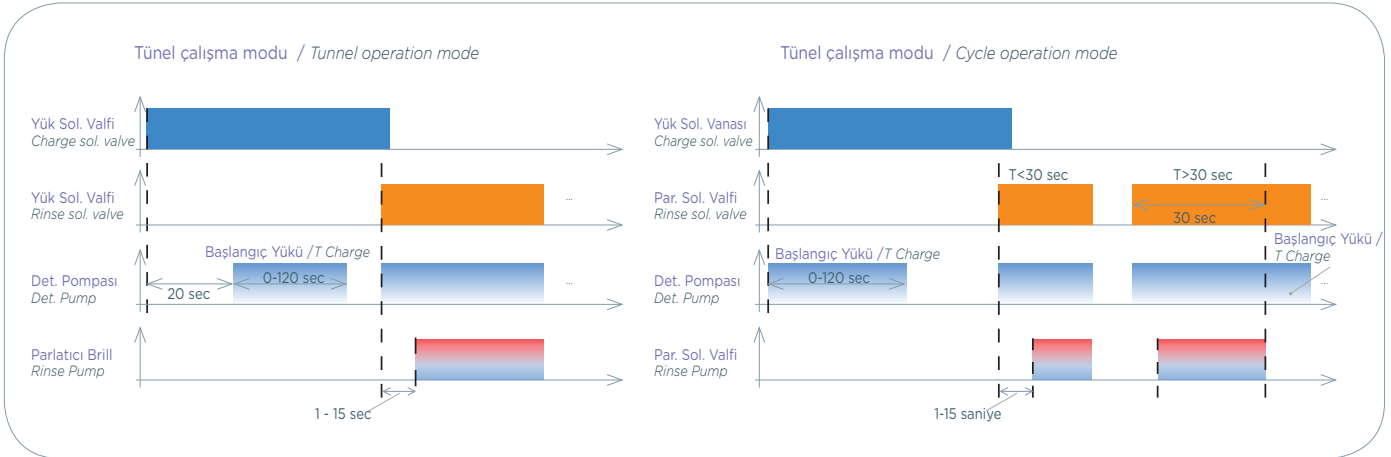 Tünel çalışma modu / Tunnel operation mode
Yük Sol. Valfi
Charge sol. valve
Yük Sol. Valfi
Rinse sol. valve
...
Başlangıç Yükü /T Charge
Det. Pompası
Det. Pump
20 sec
0-120 sec
...
Parlatıcı Brill
Rinse Pump
1 - 15 sec
Tünel çalışma modu / Cycle operation mode
Yük Sol. Vanası
Charge sol. valve
T<30 sec
T>30 sec
Par. Sol. Valfi
Rinse sol. valve
30 sec
...
Başlangıç Yükü /T Charge
Başlangıç Yükü /
T Charge
Det. Pompası
Det. Pump
0-120 sec
...
Par. Sol. Valfi
Rinse Pump
1-15 saniye